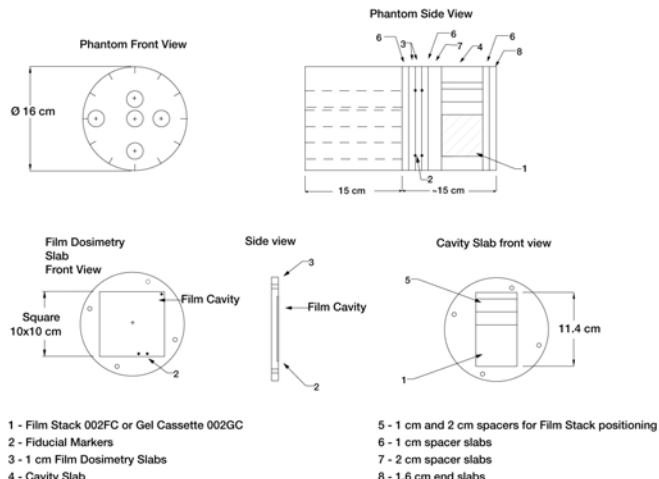 Phantom Side View
Phantom Front View
6 3 6 7 4 6
8
Ø 16 cm
1
2
15 cm ~15 cm
Film Dosimetry
Slab
Front View
Side view
Cavity Slab front view
3
5
Film Cavity
Film Cavity
Square
10x10 cm
11.4 cm
2
2
1
1 - Film Stack 002FC or Gel Cassette 002GC
2 - Fiducial Markers
3 - 1 cm Film Dosimetry Slabs
4 - Cavity Slab
5 - 1 cm and 2 cm spacers for Film Stack positioning
6 - 1 cm spacer slabs
7 - 2 cm spacer slabs
8 - 1.6 cm end slabs